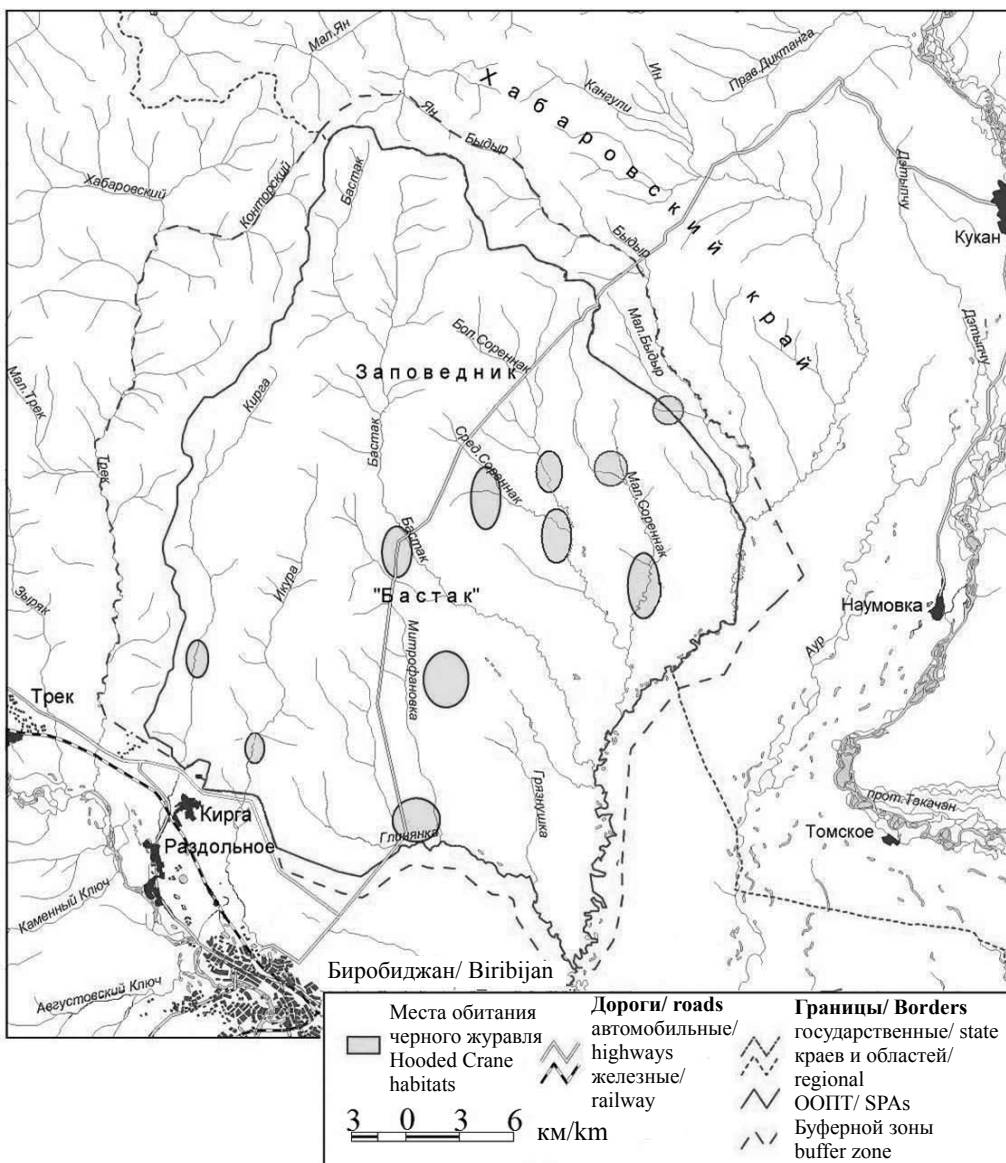 Мал.Ян
Хабаровский край
Кангули
Ин
Прав.Диктанга
Ян
Быдыр
Бастак
Конторский
Хабаровский
Дэтыпчу
Кукан
Быдыр
Мал.Быдыр
Дэтыпчу
Бол.Сореннак
Заповедник
Мал.Трек
Кирга
Бастак
Трек
Сред.Сореннак
Мал.Сореннак
Бастак
Икура
"Бастак"
Зыряк
Наумовка
Аур
Митрофановка
Трек
Грязнушка
прот.Такачан
Кирга
Глинянка
Томское
Раздольное
Каменный Ключ
Августовский Ключ
Биробиджан/ Biribijan
Места обитания
черного журавля
Hooded Crane
habitats
3 0 3 6
км/km
Дороги/ roads
автомобильные/
highways
железные/
railway
Границы/ Borders
государственные/ state
краев и областей/
regional
ООПТ/ SPAs
Буферной зоны
buffer zone